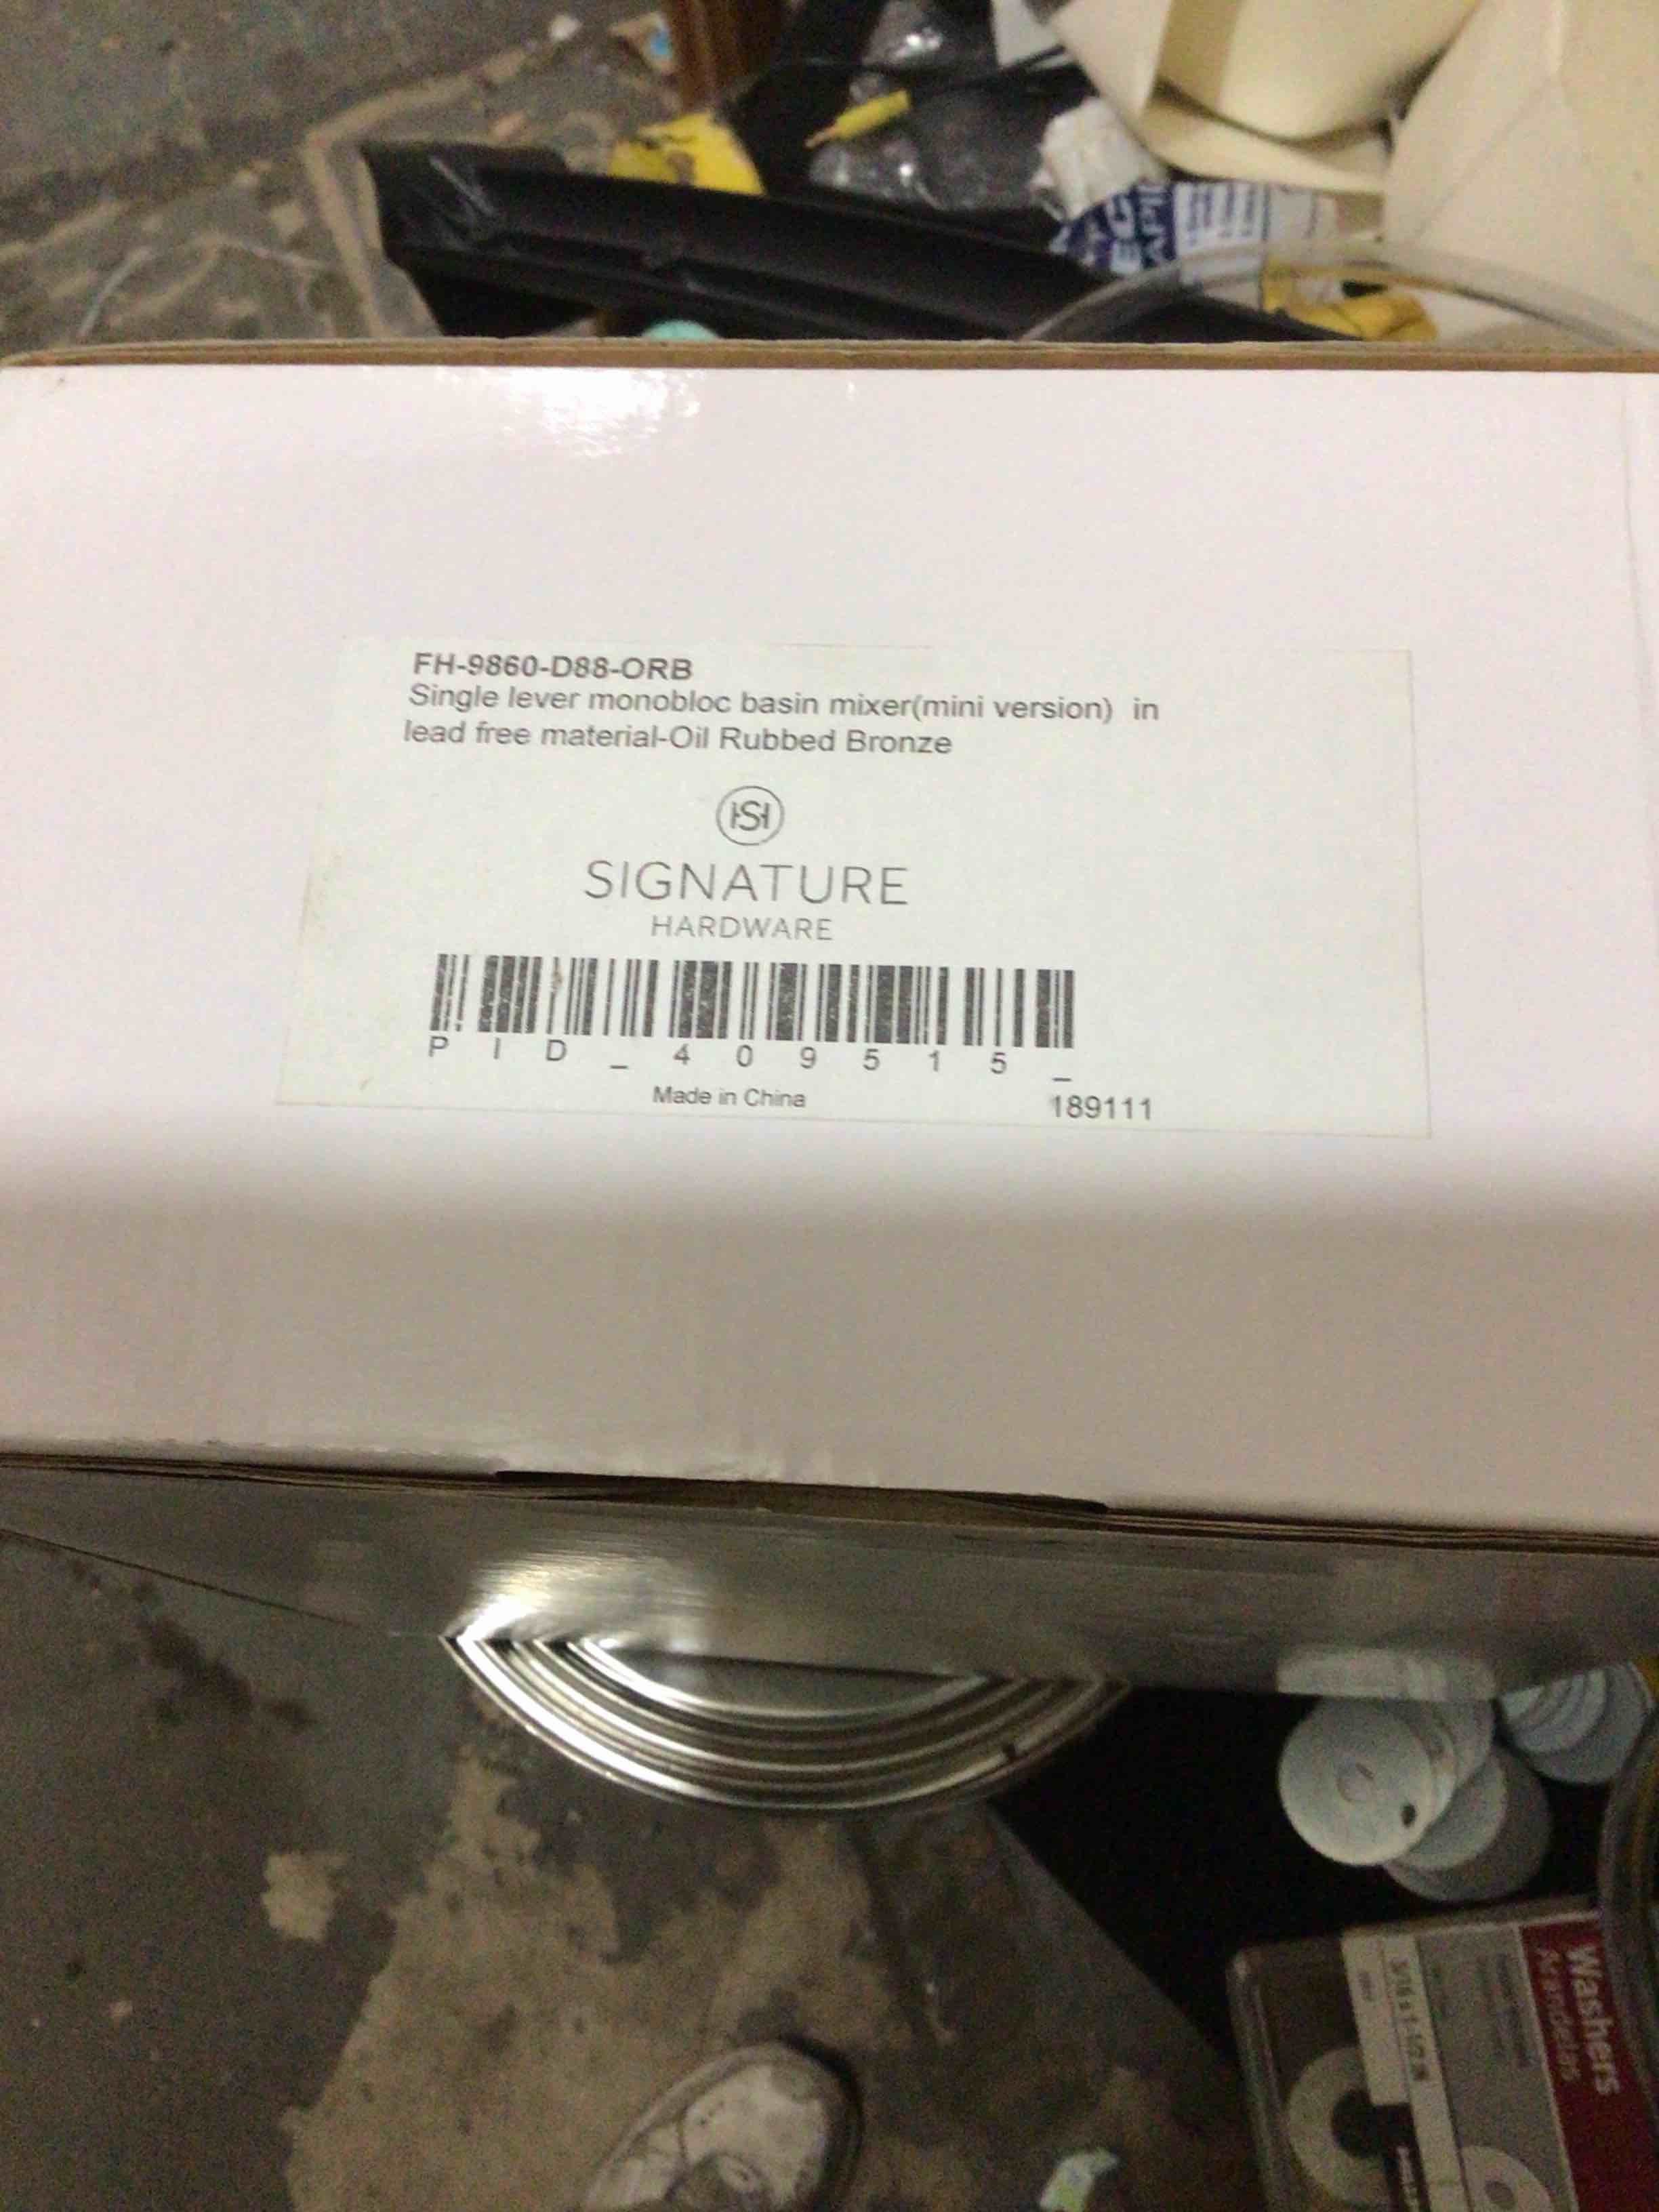 FH-9860-D88-ORB
Single lever monobloc basin mixer(mini version) in
lead free material-Oil Rubbed Bronze
SIGNATURE
HARDWARE
PID_409515_
Made in China
189111
Washers
Arandelas